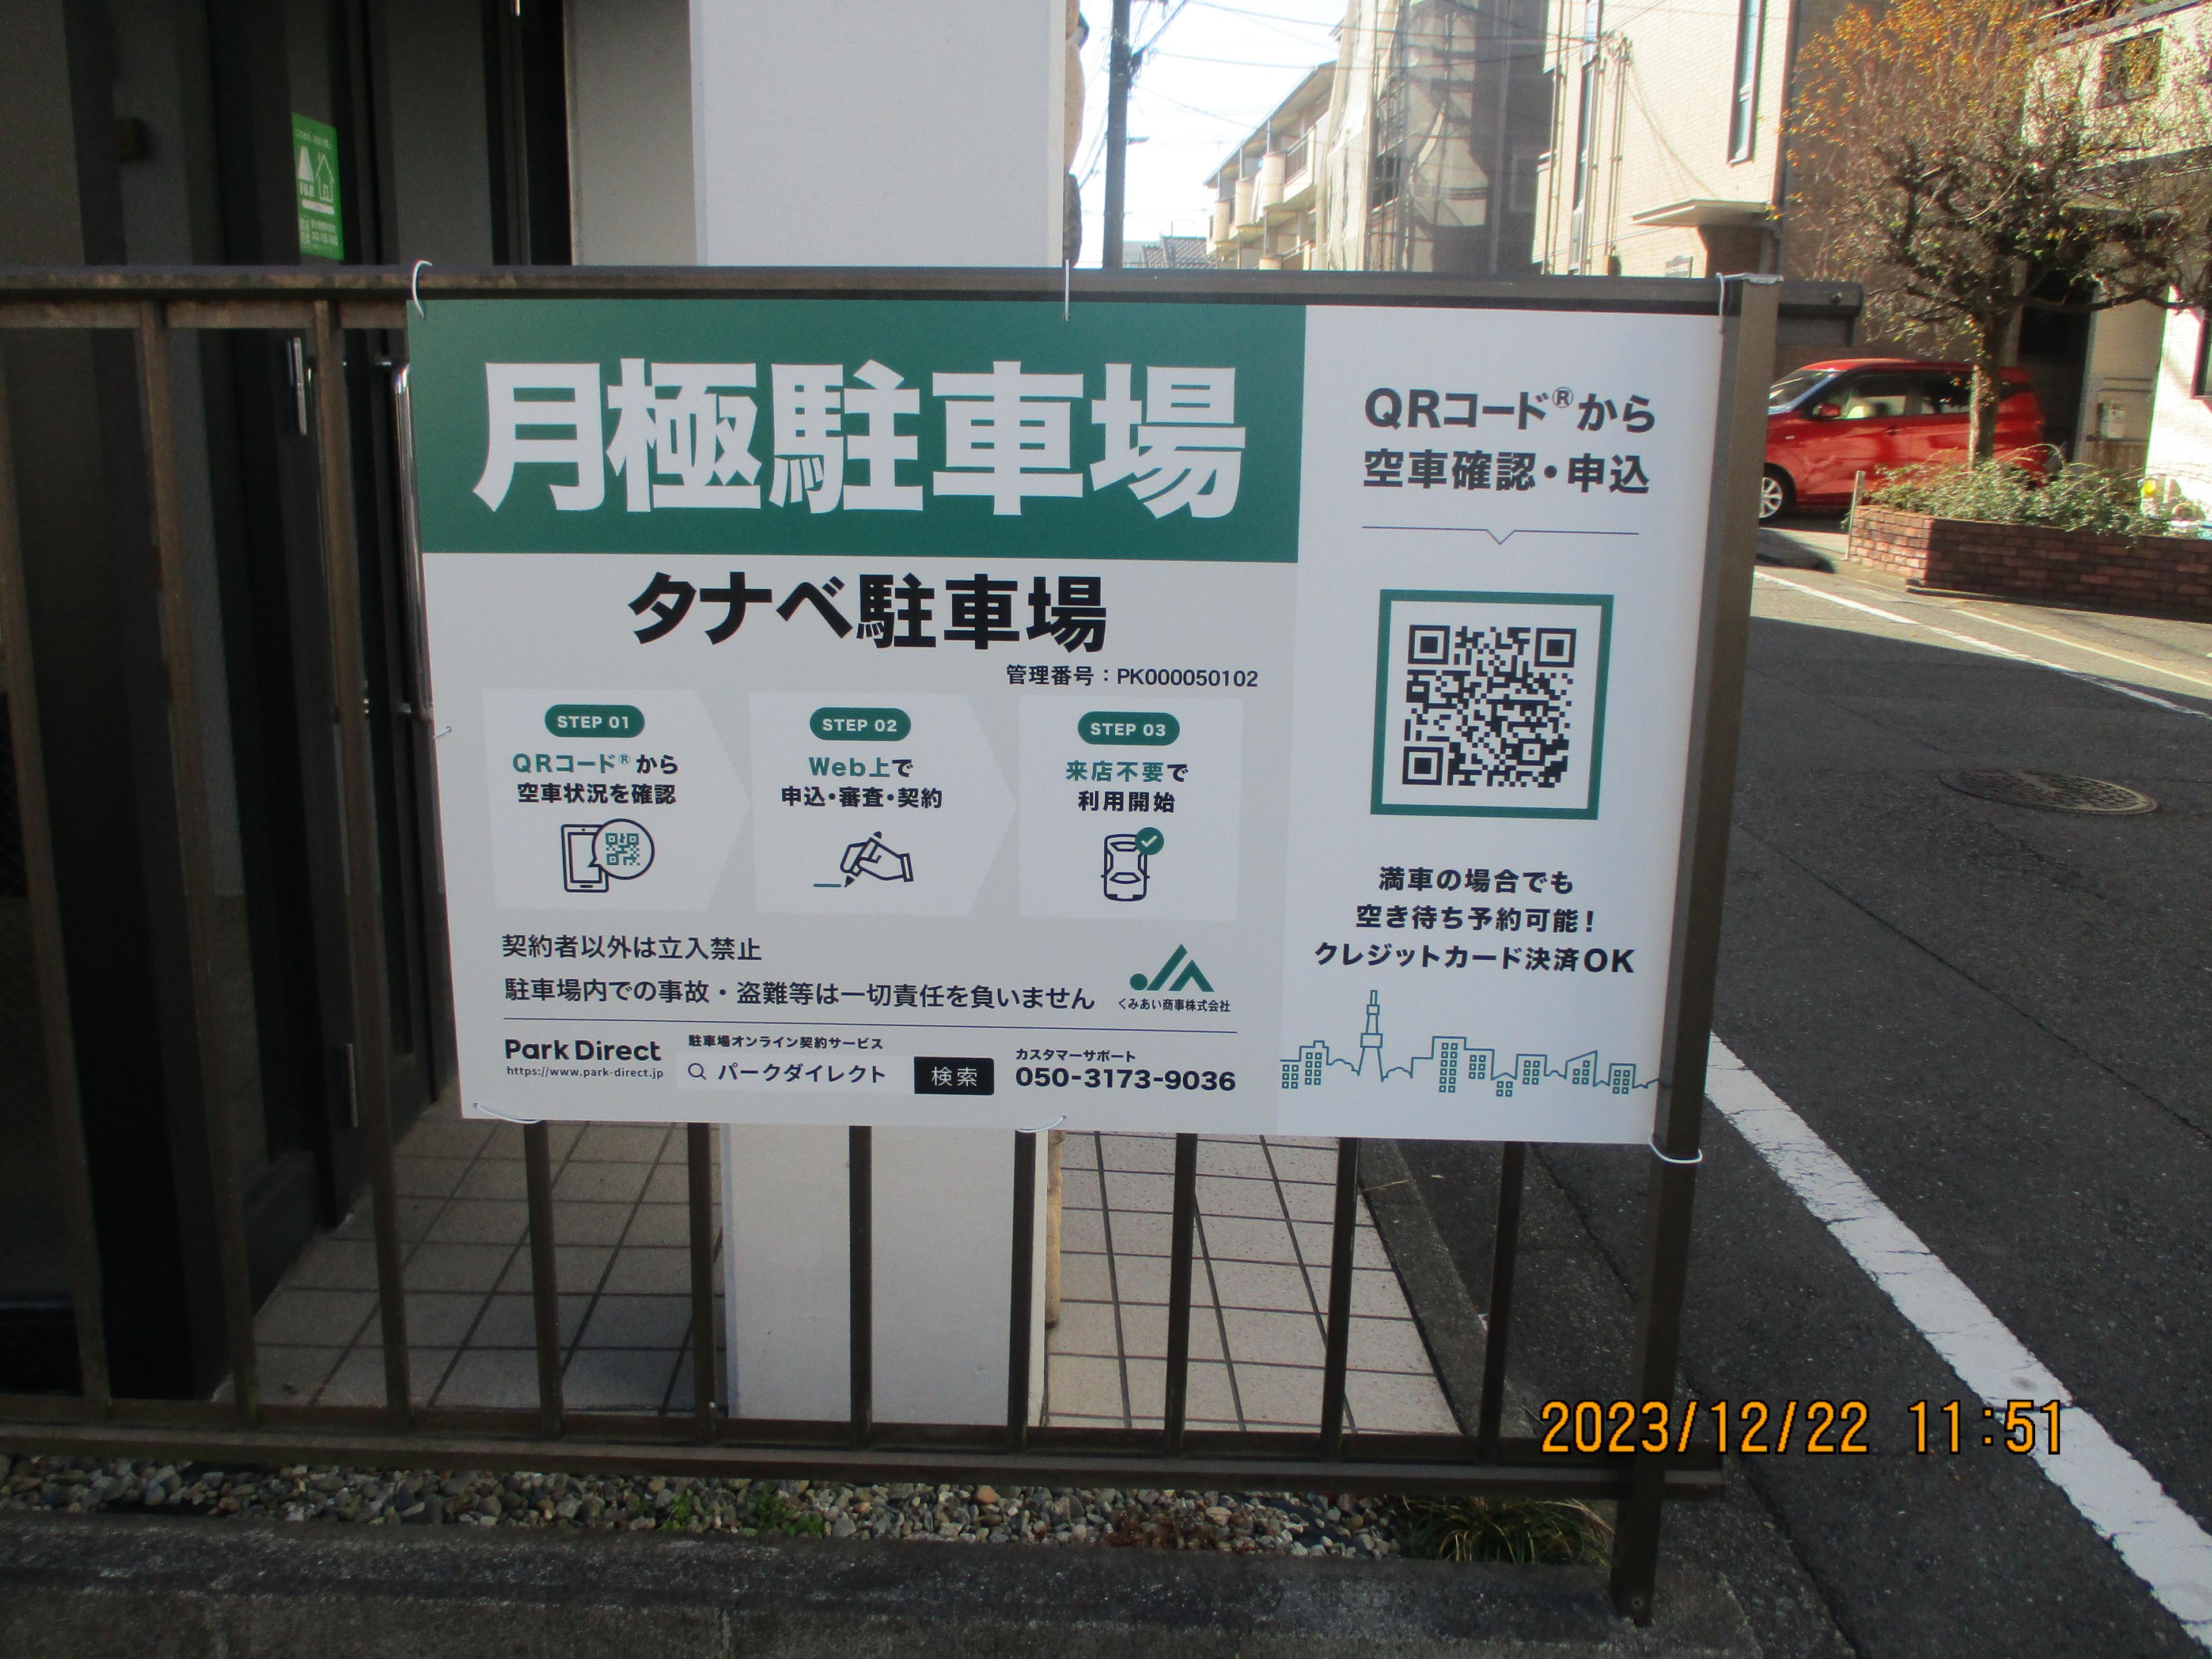 月極駐車場
タナベ駐車場
管理番号：PK000050102
STEP 01
QRコード®から
空車状況を確認
STEP 02
Web上で
申込・審査・契約
STEP 03
来店不要で
利用開始
契約者以外は立入禁止
駐車場内での事故・盗難等は一切責任を負いません
くみあい商事株式会社
Park Direct
https://www.park-direct.jp
駐車場オンライン契約サービス
パークダイレクト 検索
カスタマーサポート
050-3173-9036
QRコード®から
空車確認・申込
満車の場合でも
空き待ち予約可能！
クレジットカード決済OK
2023/12/22 11:51